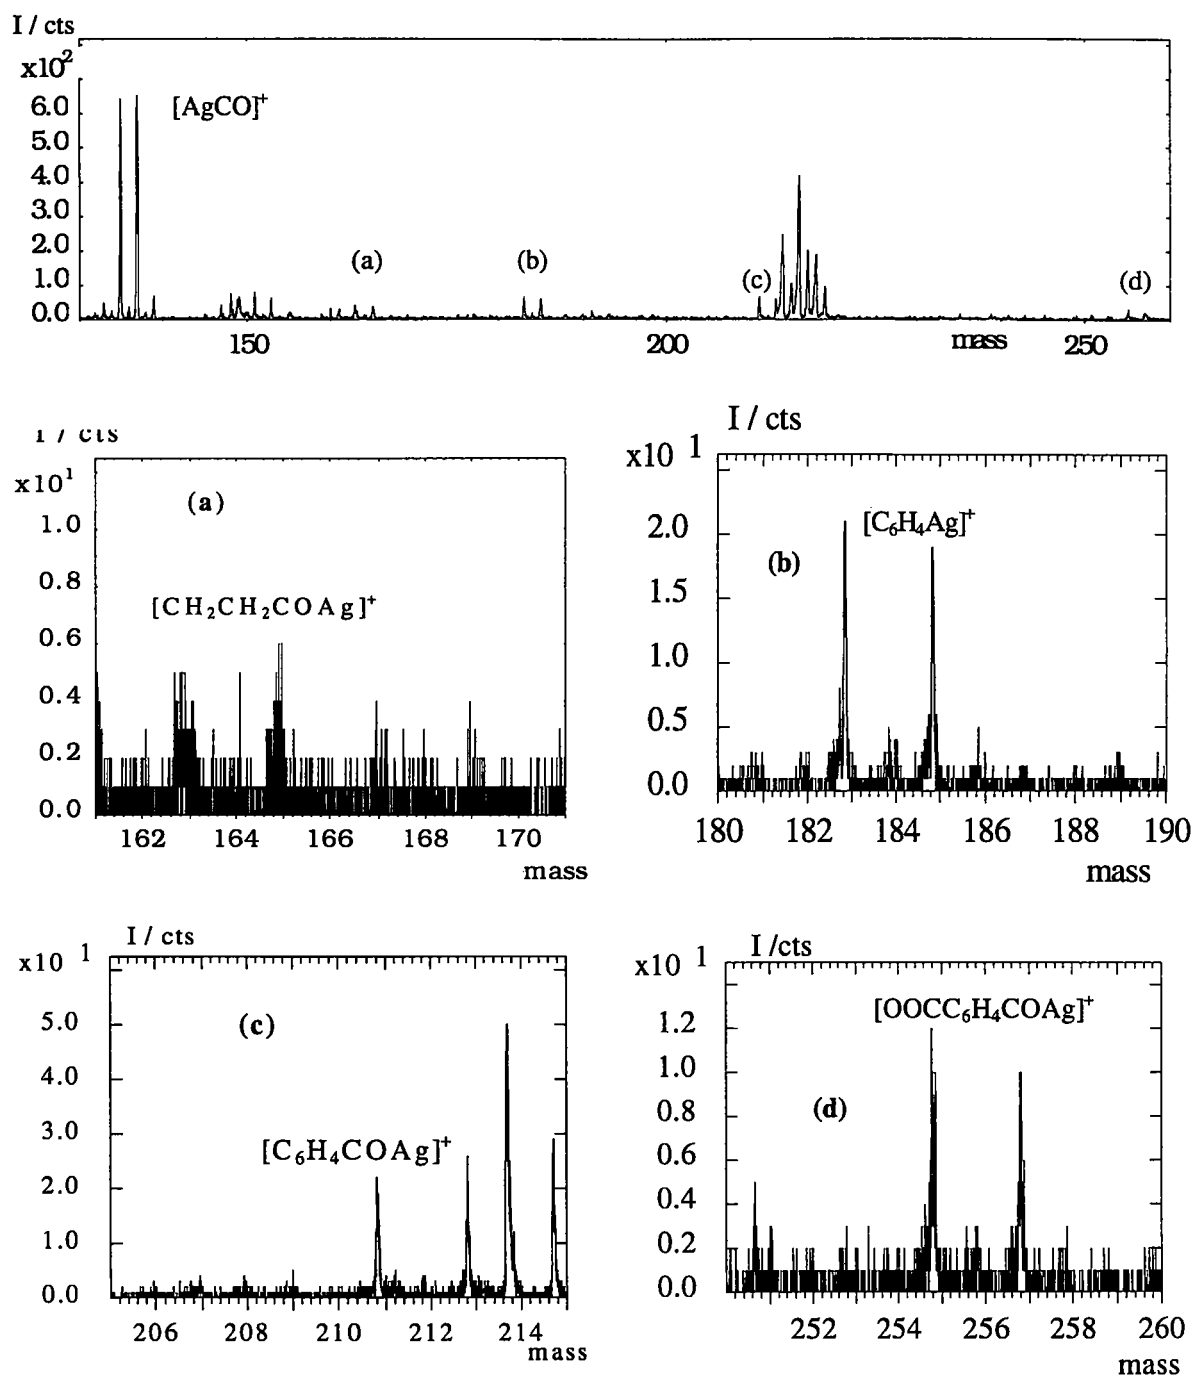 I / cts
x10²
6.0
5.0
4.0
3.0
2.0
1.0
0.0
[AgCO]⁺
(a)
(b)
(c)
(d)
150
200
mass
250
I / cts
x10¹
1.0
0.8
0.6
0.4
0.2
0.0
(a)
[CH₂CH₂COAg]⁺
162
164
166
168
170
mass
I / cts
x10 1
2.0
1.5
1.0
0.5
0.0
(b)
[C₆H₄Ag]⁺
180
182
184
186
188
190
mass
I / cts
x10 1
5.0
4.0
3.0
2.0
1.0
0.0
(c)
[C₆H₄COAg]⁺
206
208
210
212
214
mass
I /cts
x10 1
1.2
1.0
0.8
0.6
0.4
0.2
0.0
[OOCC₆H₄COAg]⁺
(d)
252
254
256
258
260
mass